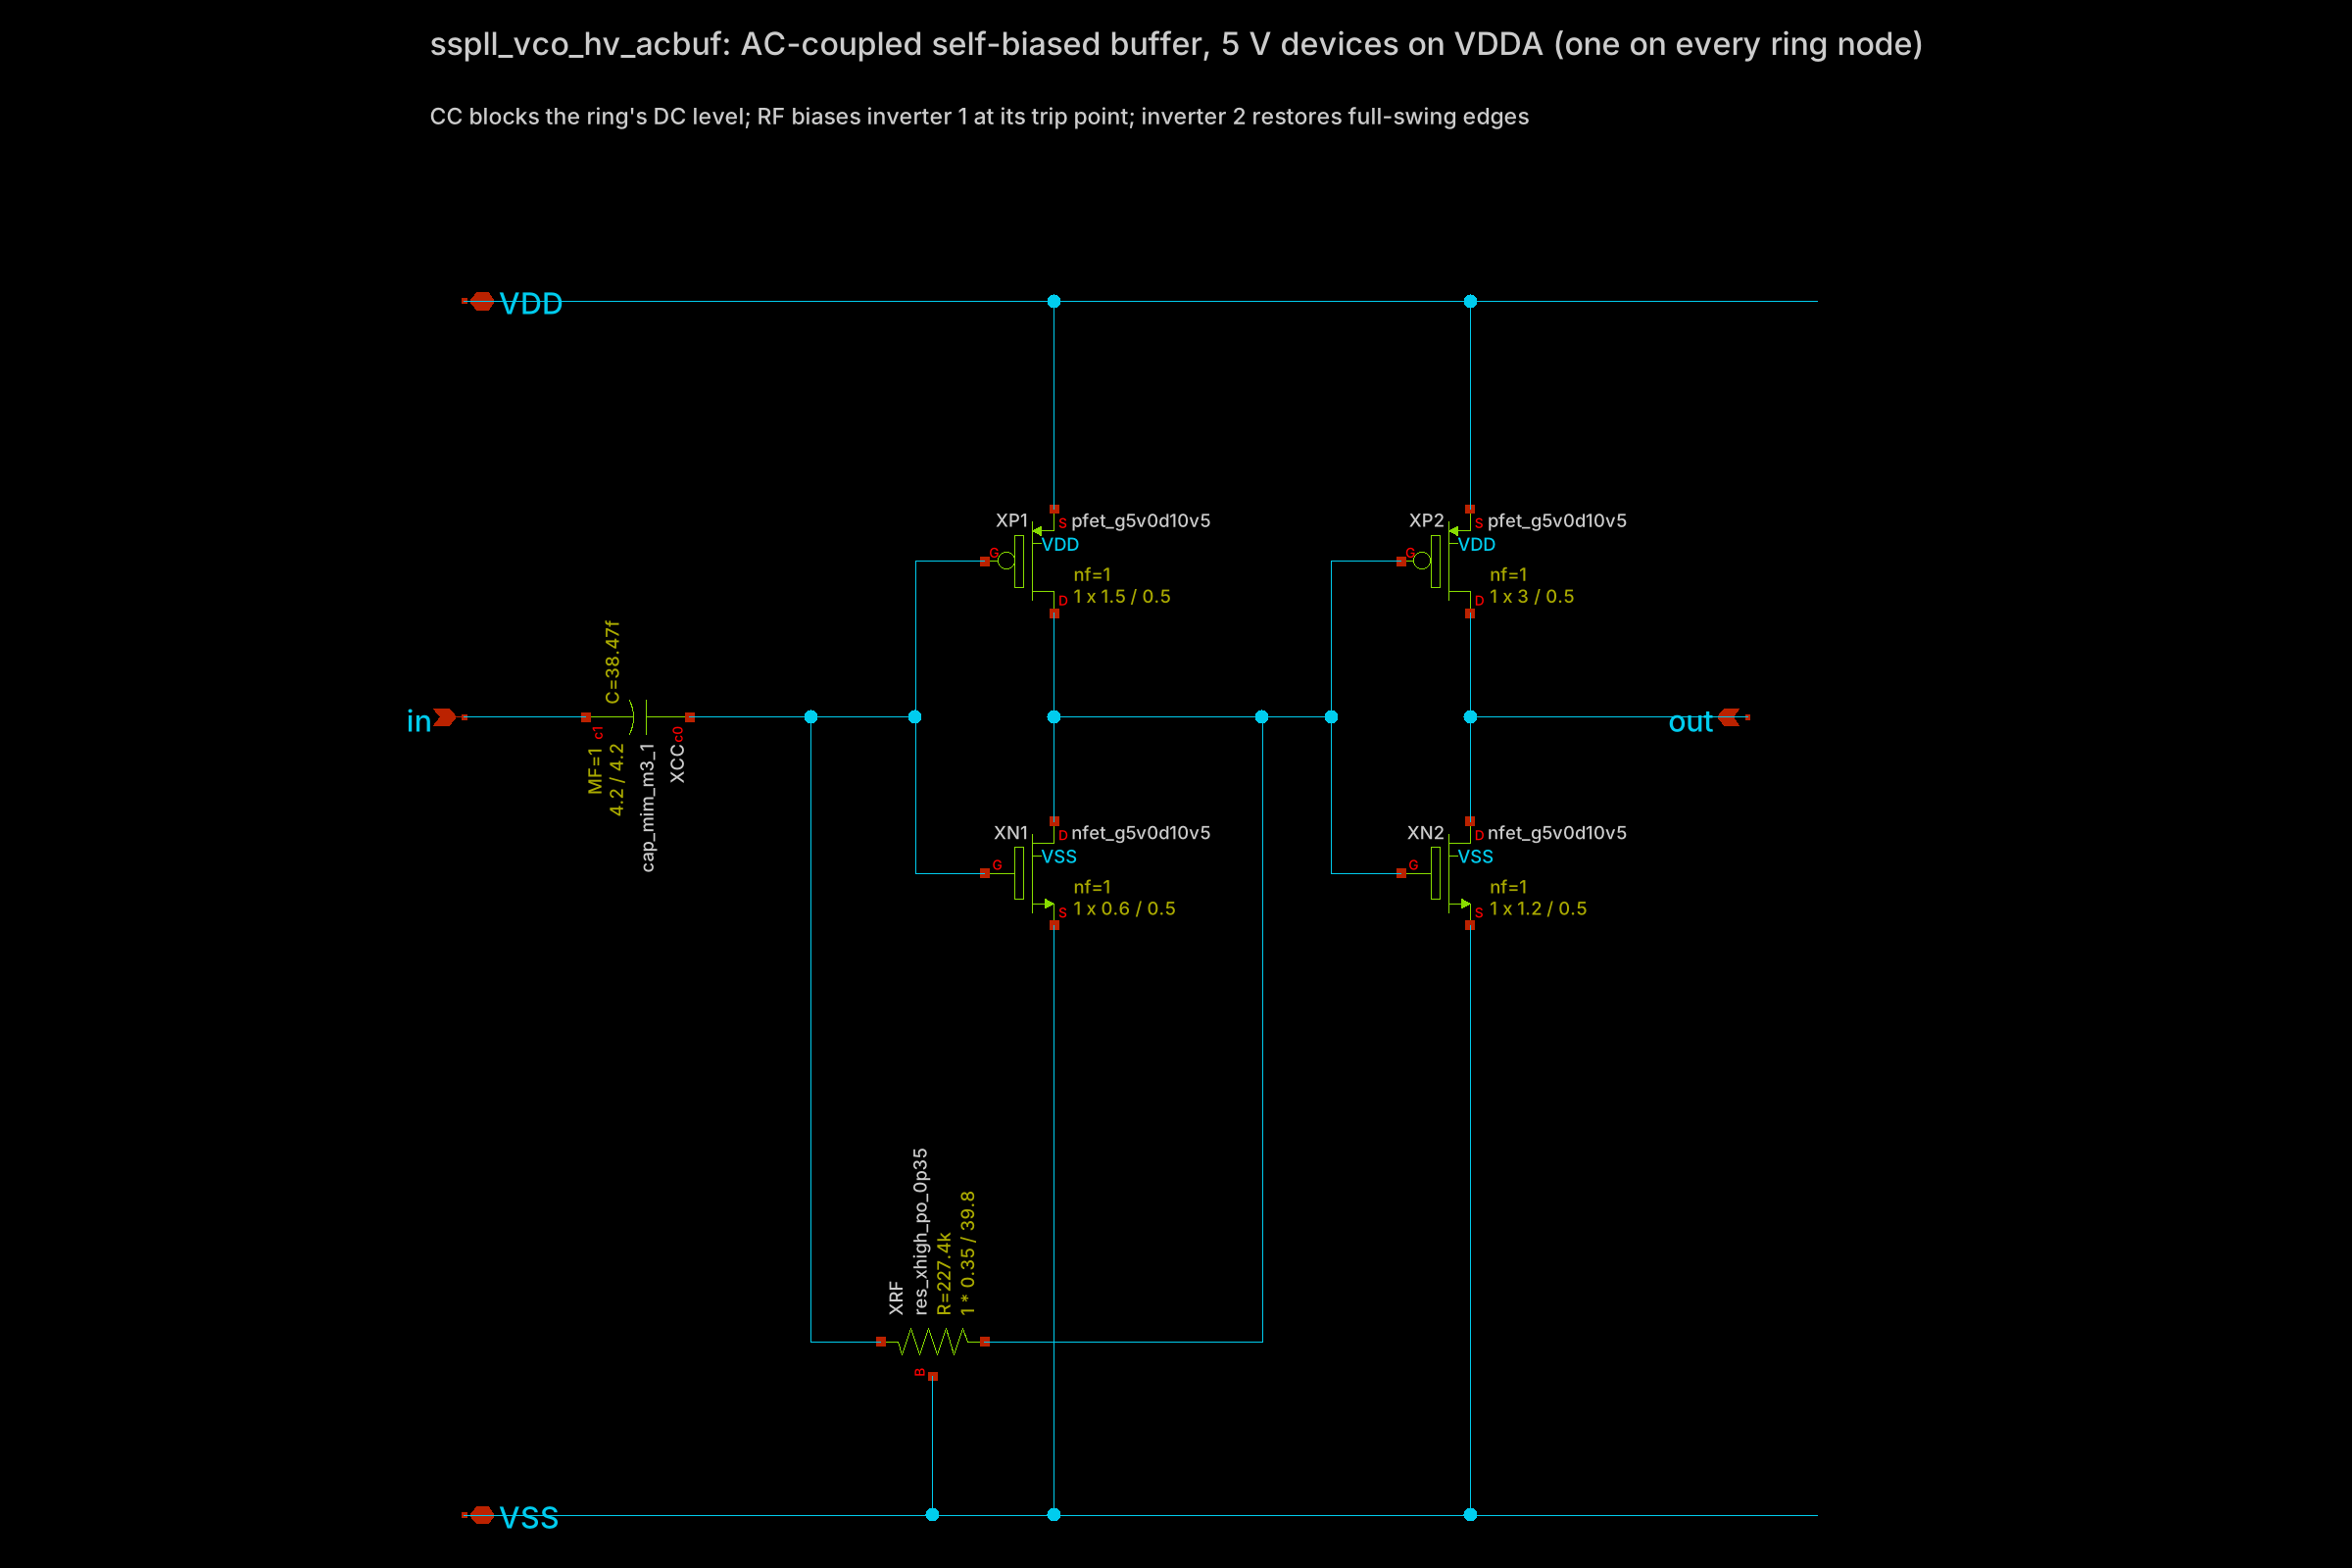 sspll_vco_hv_acbuf: AC-coupled self-biased buffer, 5 V devices on VDDA (one on every ring node)
CC blocks the ring's DC level; RF biases inverter 1 at its trip point; inverter 2 restores full-swing edges
VDD
XP1
S
pfet_g5v0d10v5
VDD
G
nf=1
D
1 x 1.5 / 0.5
XP2
S
pfet_g5v0d10v5
VDD
G
nf=1
D
1 x 3 / 0.5
in
C=38.47f
c1
c0
MF=1
4.2 / 4.2
cap_mim_m3_1
XCC
out
XN1
D
nfet_g5v0d10v5
VSS
G
nf=1
S
1 x 0.6 / 0.5
XN2
D
nfet_g5v0d10v5
VSS
G
nf=1
S
1 x 1.2 / 0.5
XRF
res_xhigh_po_0p35
R=227.4k
1 * 0.35 / 39.8
B
VSS